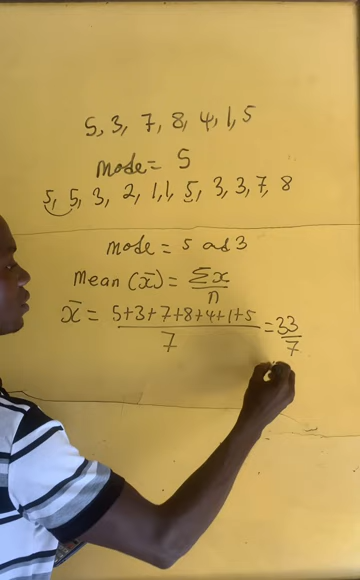 5, 3, 7, 8, 4, 1, 5
mode = 5
5, 5, 3, 2, 1, 1, 5, 3, 3, 7, 8
mode = 5 ad 3
Mean (x̄) = Σx/n
x̄ = 5+3+7+8+4+1+5/7 = 33/7